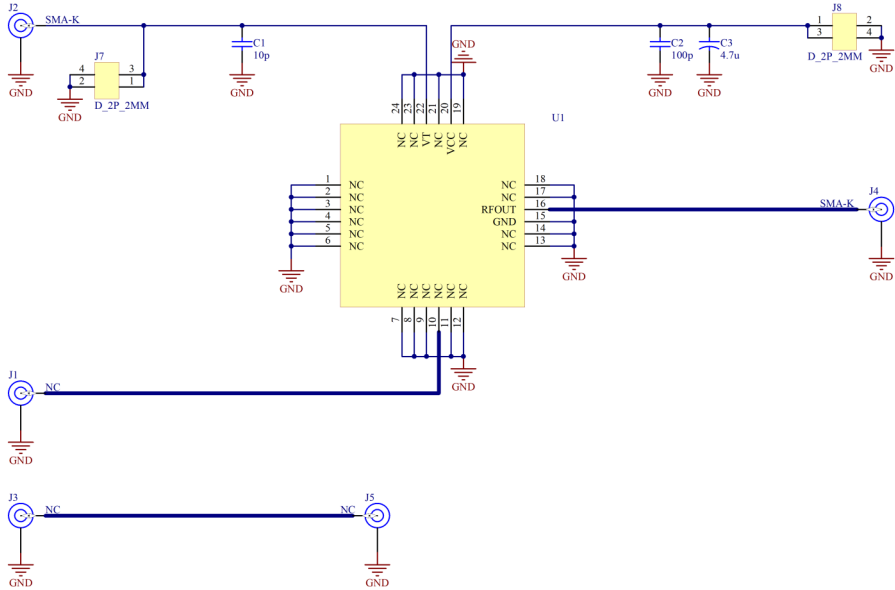 J2
SMA-K
GND
J7
4
2
3
1
D_2P_2MM
GND
C1
10p
GND
GND
C2
100p
GND
C3
4.7u
GND
J8
1
3
2
4
D_2P_2MM
GND
U1
24
23
22
21
20
19
NC
NC
VT
NC
VCC
NC
1 NC
2 NC
3 NC
4 NC
5 NC
6 NC
GND
NC 18
NC 17
RFOUT 16
GND 15
NC 14
NC 13
GND
SMA-K
J4
GND
NC
NC
NC
NC
NC
NC
7
8
9
10
11
12
GND
J1
NC
GND
J3
NC
GND
NC
J5
GND